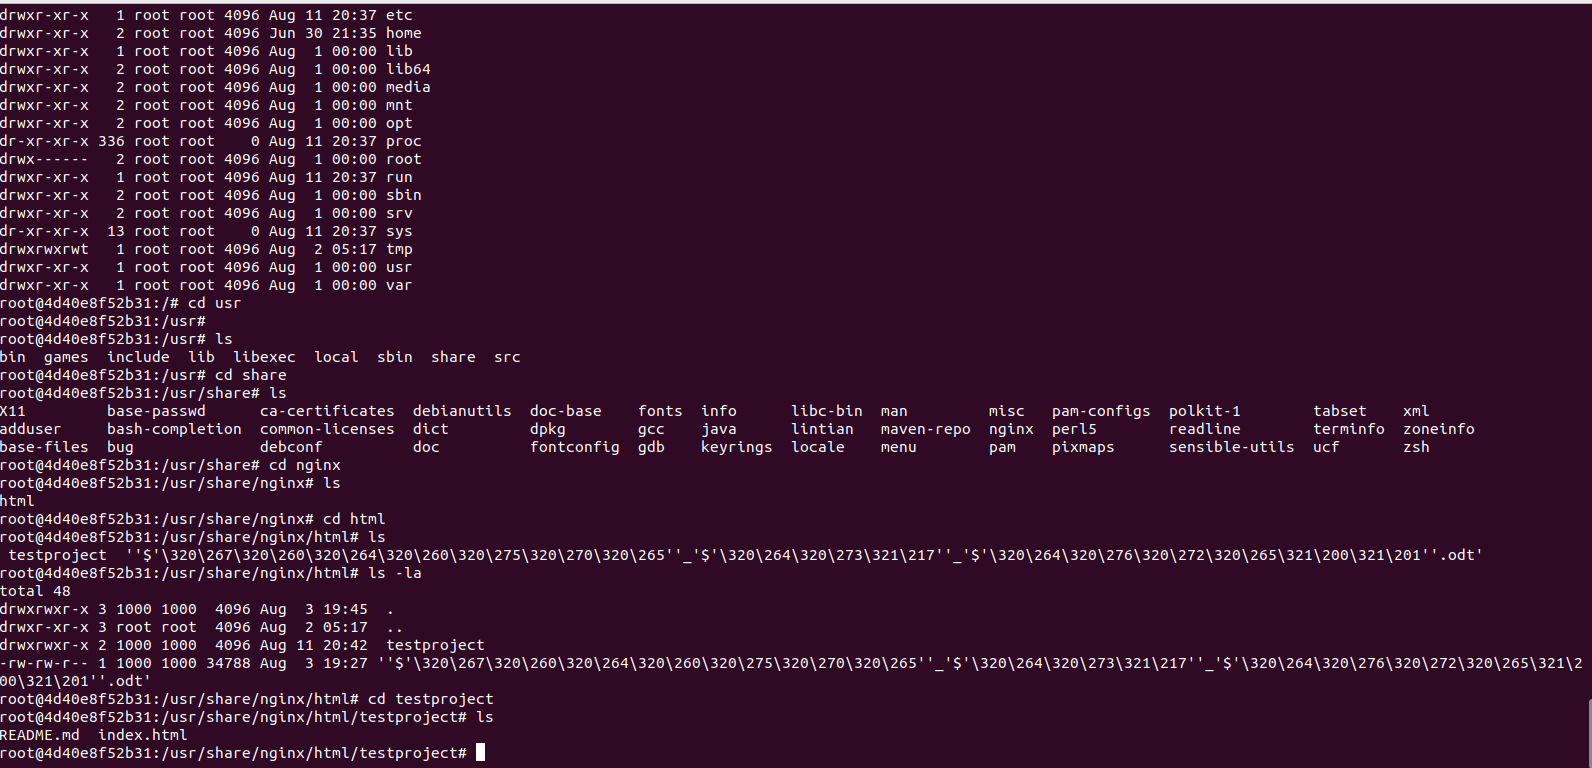 drwxr-xr-x   1 root root 4096 Aug 11 20:37 etc
drwxr-xr-x   2 root root 4096 Jun 30 21:35 home
drwxr-xr-x   1 root root 4096 Aug  1 00:00 lib
drwxr-xr-x   2 root root 4096 Aug  1 00:00 lib64
drwxr-xr-x   2 root root 4096 Aug  1 00:00 media
drwxr-xr-x   2 root root 4096 Aug  1 00:00 mnt
drwxr-xr-x   2 root root 4096 Aug  1 00:00 opt
dr-xr-xr-x 336 root root    0 Aug 11 20:37 proc
drwx------   2 root root 4096 Aug  1 00:00 root
drwxr-xr-x   1 root root 4096 Aug 11 20:37 run
drwxr-xr-x   2 root root 4096 Aug  1 00:00 sbin
drwxr-xr-x   2 root root 4096 Aug  1 00:00 srv
dr-xr-xr-x  13 root root    0 Aug 11 20:37 sys
drwxrwxrwt   1 root root 4096 Aug  2 05:17 tmp
drwxr-xr-x   1 root root 4096 Aug  1 00:00 usr
drwxr-xr-x   1 root root 4096 Aug  1 00:00 var
root@4d40e8f52b31:/# cd usr
root@4d40e8f52b31:/usr#
root@4d40e8f52b31:/usr# ls
bin  games  include  lib  libexec  local  sbin  share  src
root@4d40e8f52b31:/usr# cd share
root@4d40e8f52b31:/usr/share# ls
X11         base-passwd      ca-certificates  debianutils  doc-base    fonts  info      libc-bin  man         misc   pam-configs  polkit-1        tabset    xml
adduser     bash-completion  common-licenses  dict         dpkg        gcc    java      lintian   maven-repo  nginx  perl5        readline        terminfo  zoneinfo
base-files  bug              debconf          doc          fontconfig  gdb    keyrings  locale    menu        pam    pixmaps      sensible-utils  ucf       zsh
root@4d40e8f52b31:/usr/share# cd nginx
root@4d40e8f52b31:/usr/share/nginx# ls
html
root@4d40e8f52b31:/usr/share/nginx# cd html
root@4d40e8f52b31:/usr/share/nginx/html# ls
 testproject  ''$'\320\267\320\260\320\264\320\260\320\275\320\270\320\265''_'$'\320\264\320\273\321\217''_'$'\320\264\320\276\320\272\320\265\321\200\321\201''.odt'
root@4d40e8f52b31:/usr/share/nginx/html# ls -la
total 48
drwxrwxr-x 3 1000 1000  4096 Aug  3 19:45  .
drwxr-xr-x 3 root root  4096 Aug  2 05:17  ..
drwxrwxr-x 2 1000 1000  4096 Aug 11 20:42  testproject
-rw-rw-r-- 1 1000 1000 34788 Aug  3 19:27 ''$'\320\267\320\260\320\264\320\260\320\275\320\270\320\265''_'$'\320\264\320\273\321\217''_'$'\320\264\320\276\320\272\320\265\321\2
00\321\201''.odt'
root@4d40e8f52b31:/usr/share/nginx/html# cd testproject
root@4d40e8f52b31:/usr/share/nginx/html/testproject# ls
README.md  index.html
root@4d40e8f52b31:/usr/share/nginx/html/testproject#